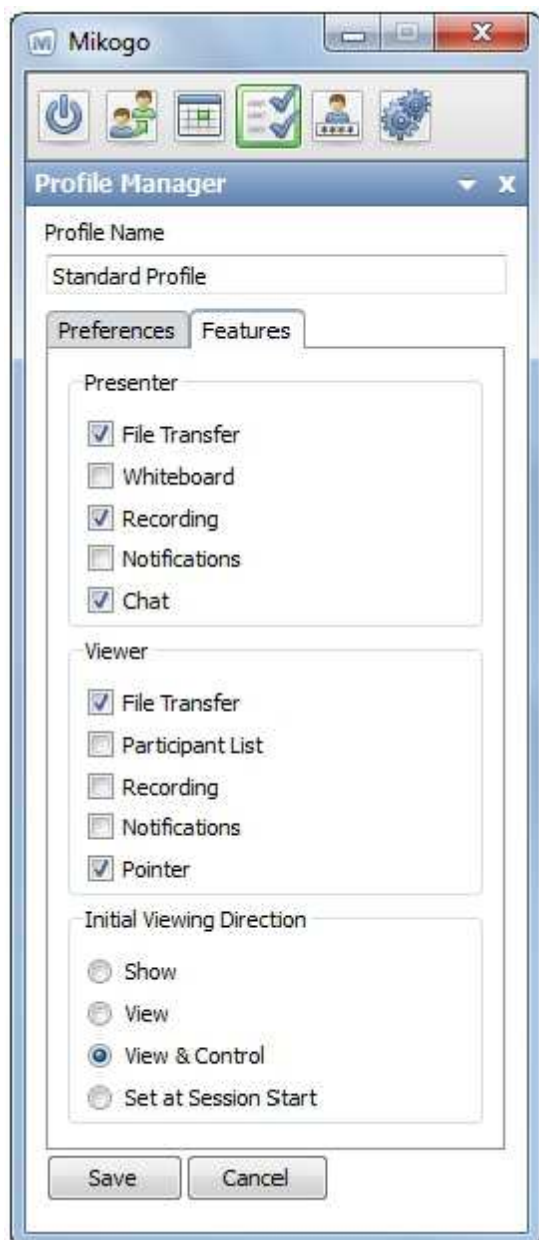 Mikogo
Profile Manager
Profile Name
Standard Profile
Preferences Features
Presenter
File Transfer
Whiteboard
Recording
Notifications
Chat
Viewer
File Transfer
Participant List
Recording
Notifications
Pointer
Initial Viewing Direction
Show
View
View & Control
Set at Session Start
Save Cancel